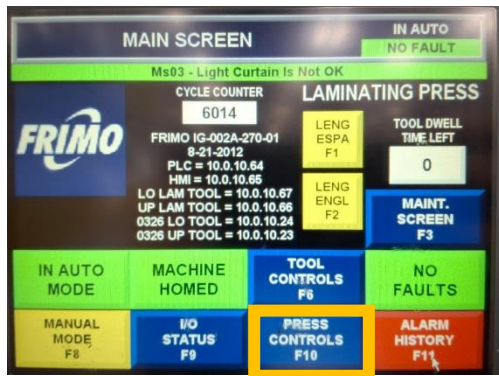 MAIN SCREEN
IN AUTO
NO FAULT
Ms03 - Light Curtain Is Not OK
FRIMO
CYCLE COUNTER
6014
FRIMO IG-002A-270-01
8-21-2012
PLC = 10.0.10.64
HMI = 10.0.10.65
LO LAM TOOL = 10.0.10.67
UP LAM TOOL = 10.0.10.66
0326 LO TOOL = 10.0.10.24
0326 UP TOOL = 10.0.10.23
LAMINATING PRESS
LENG
ESPA
F1
TOOL DWELL
TIME LEFT
0
LENG
ENGL
F2
MAINT.
SCREEN
F3
IN AUTO
MODE
MACHINE
HOMED
TOOL
CONTROLS
F6
NO
FAULTS
MANUAL
MODE
F8
I/O
STATUS
F9
PRESS
CONTROLS
F10
ALARM
HISTORY
F11